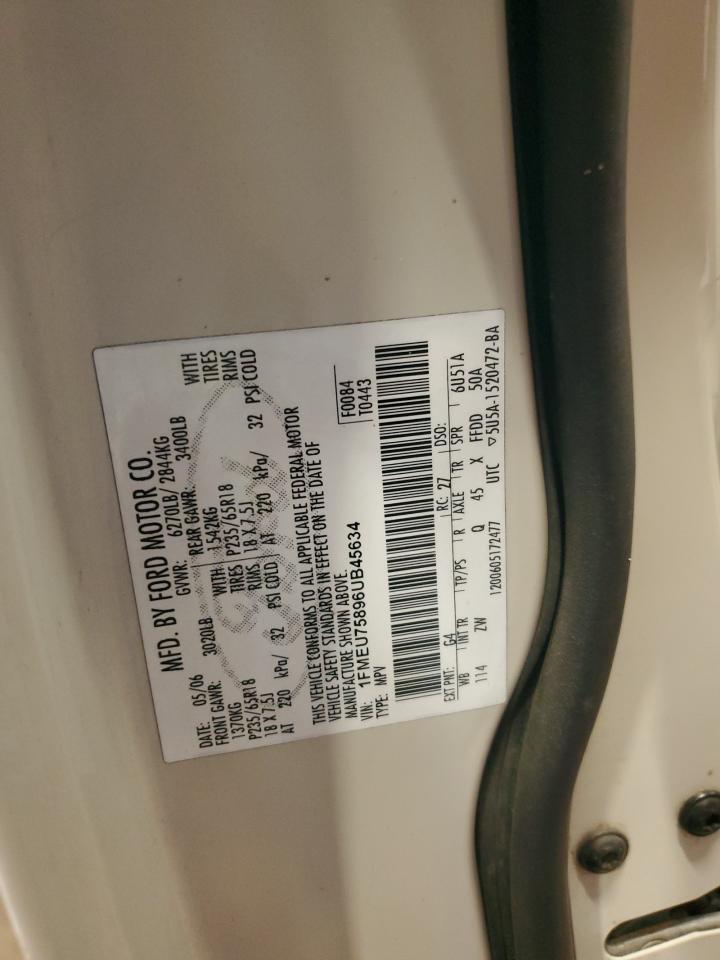 MFD. BY FORD MOTOR CO.
DATE: 05/06 GVWR: 6270LB/ 2844KG
FRONT GAWR: 3020LB REAR GAWR: 3400LB
1370KG WITH 1542KG WITH
P235/65R18 TIRES P235/65R18 TIRES
18 X 7.5J RIMS 18 X 7.5J RIMS
AT 220 kPa/ 32 PSI COLD AT 220 kPa/ 32 PSI COLD
THIS VEHICLE CONFORMS TO ALL APPLICABLE FEDERAL MOTOR
VEHICLE SAFETY STANDARDS IN EFFECT ON THE DATE OF
MANUFACTURE SHOWN ABOVE.
VIN: 1FMEU75896UB45634
TYPE: MPV
F0084
T0443
EXT PNT: G4 RC: 27 DSO:
WB INT TR TP/PS R AXLE TR SPR 6U51A
114 ZW Q 45 X FFDD 50A
1200605172477 UTC ▽5U5A-1520472-BA